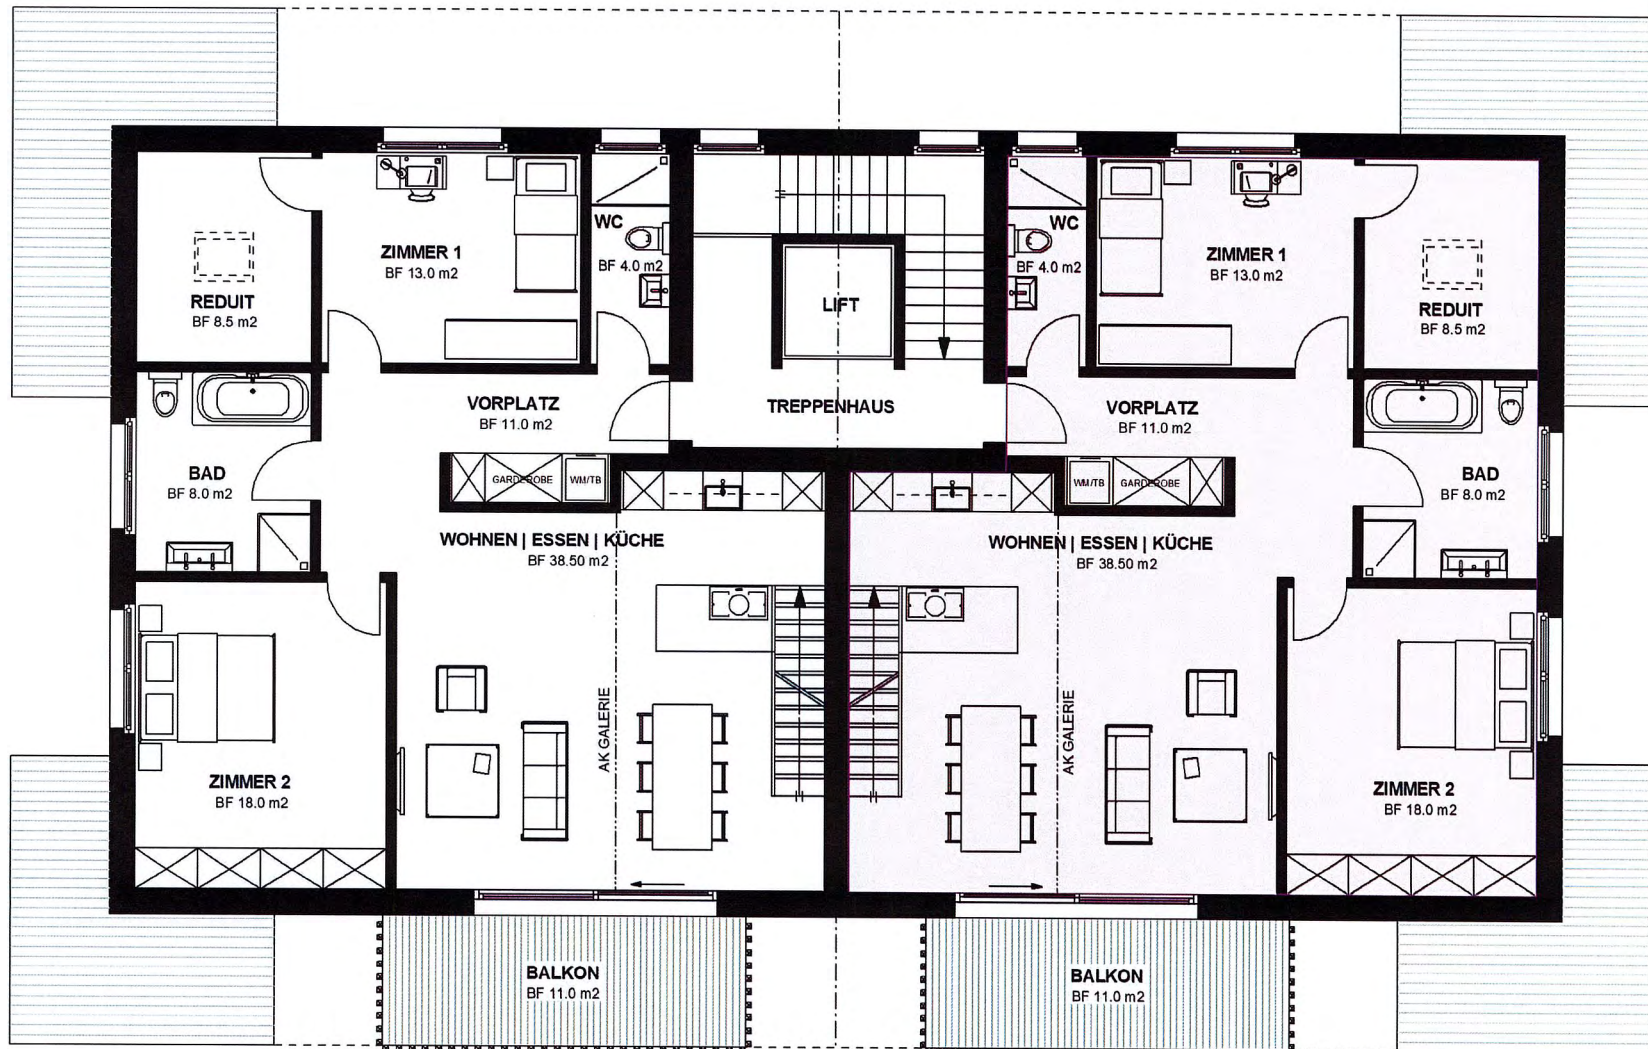 WC
BF 4.0 m2
ZIMMER 1
BF 13.0 m2
REDUIT
BF 8.5 m2
LIFT
WC
BF 4.0 m2
ZIMMER 1
BF 13.0 m2
REDUIT
BF 8.5 m2
VORPLATZ
BF 11.0 m2
TREPPENHAUS
VORPLATZ
BF 11.0 m2
BAD
BF 8.0 m2
GARDEROBE
WM/TB
WM/TB
GARDEROBE
BAD
BF 8.0 m2
WOHNEN | ESSEN | KÜCHE
BF 38.50 m2
WOHNEN | ESSEN | KÜCHE
BF 38.50 m2
AK GALERIE
AK GALERIE
ZIMMER 2
BF 18.0 m2
ZIMMER 2
BF 18.0 m2
BALKON
BF 11.0 m2
BALKON
BF 11.0 m2